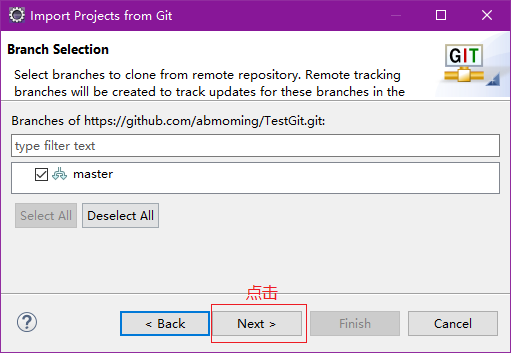 Import Projects from Git
Branch Selection
GIT
Select branches to clone from remote repository. Remote tracking
branches will be created to track updates for these branches in the
Branches of https://github.com/abmoming/TestGit.git:
type filter text
master
Select All
Deselect All
点击
?
< Back
Next >
Finish
Cancel